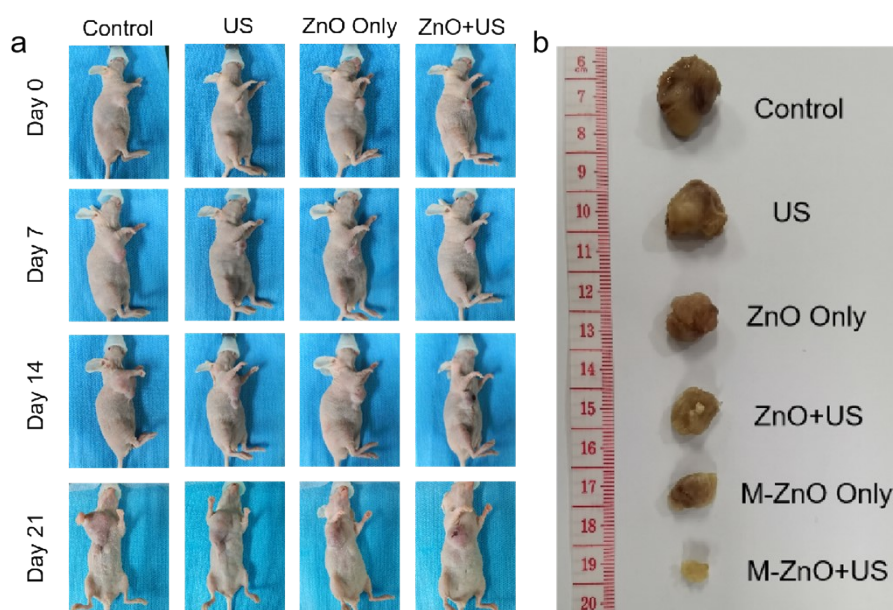 a
Control
US
ZnO Only
ZnO+US
Day 0
Day 7
Day 14
Day 21
b
6
cm
7
8
9
10
11
12
13
14
15
16
17
18
19
20
Control
US
ZnO Only
ZnO+US
M-ZnO Only
M-ZnO+US